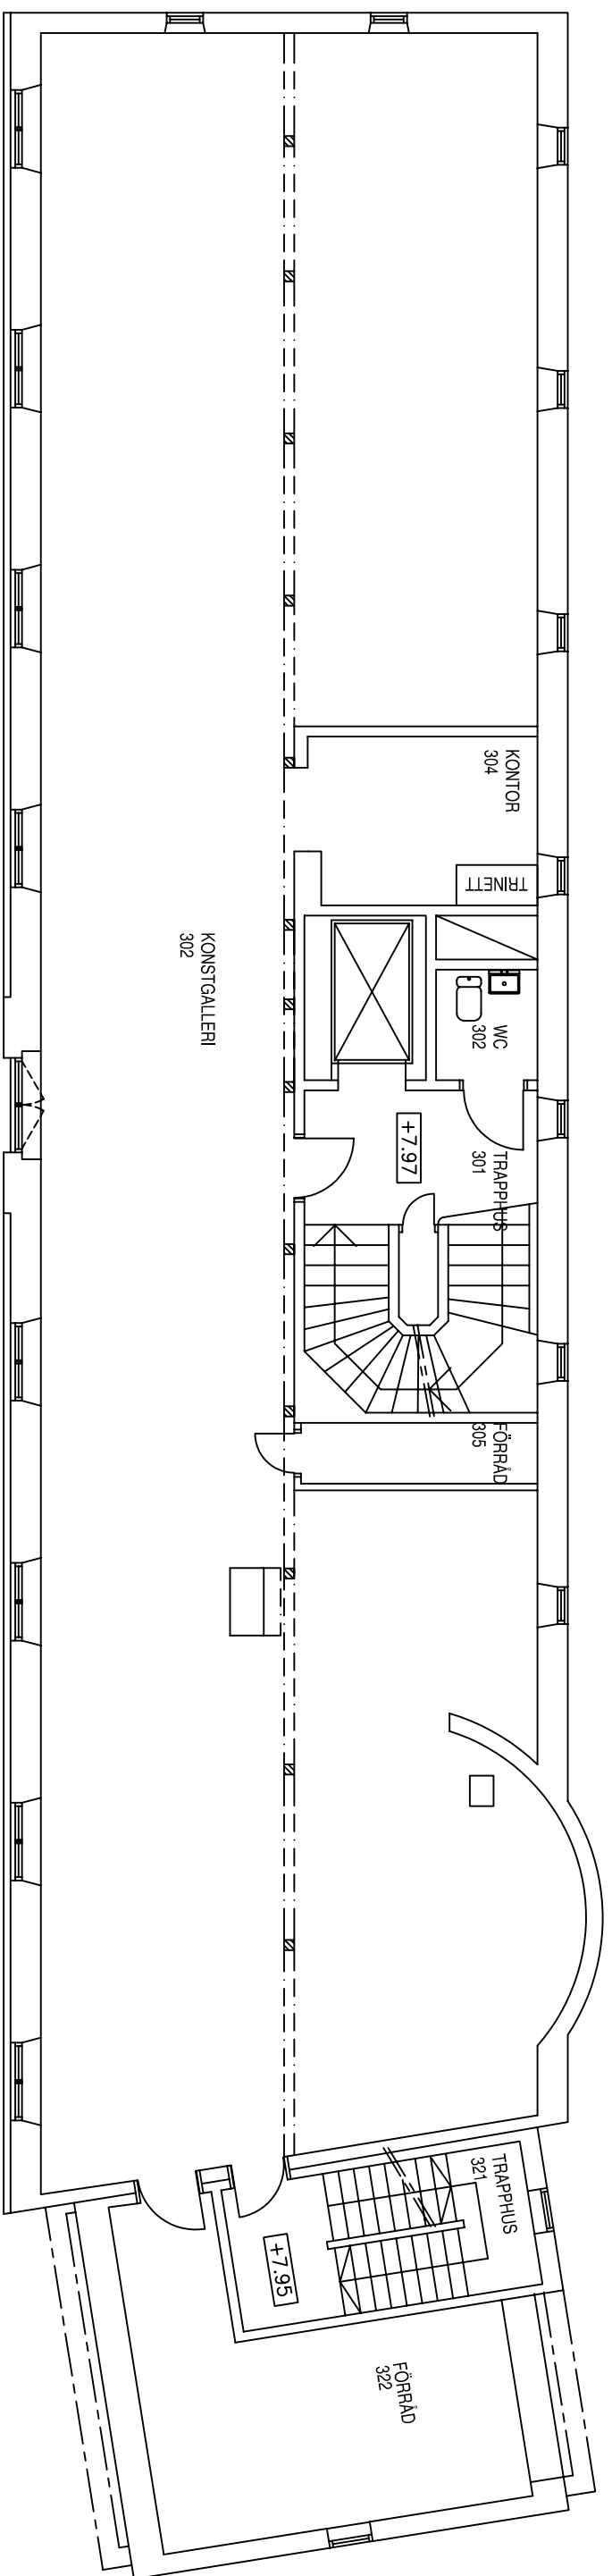 KONTOR
304
TRINETT
KONSTGALLERI
302
WC
302
TRAPPHUS
301
+7.97
FÖRRÅD
305
TRAPPHUS
321
+7.95
FÖRRÅD
322